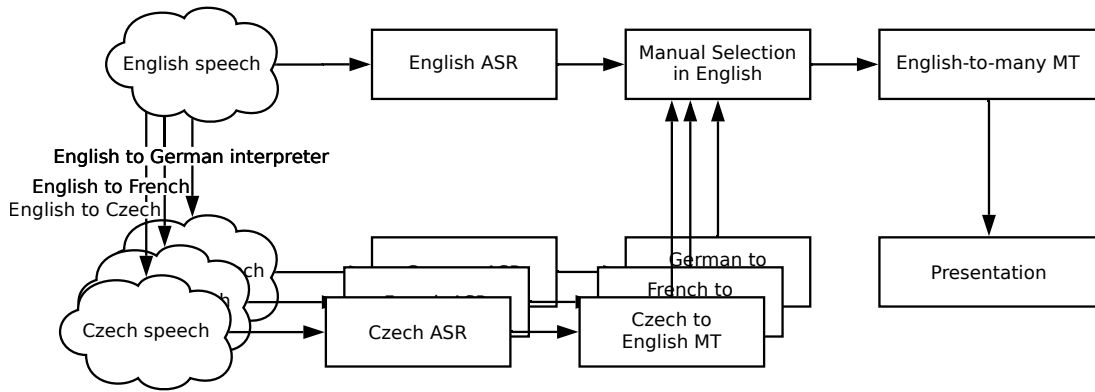 English speech
English ASR
Manual Selection
in English
English-to-many MT
English to German interpreter
English to French
English to Czech
German to
French to
Presentation
Czech speech
Czech ASR
Czech to
English MT